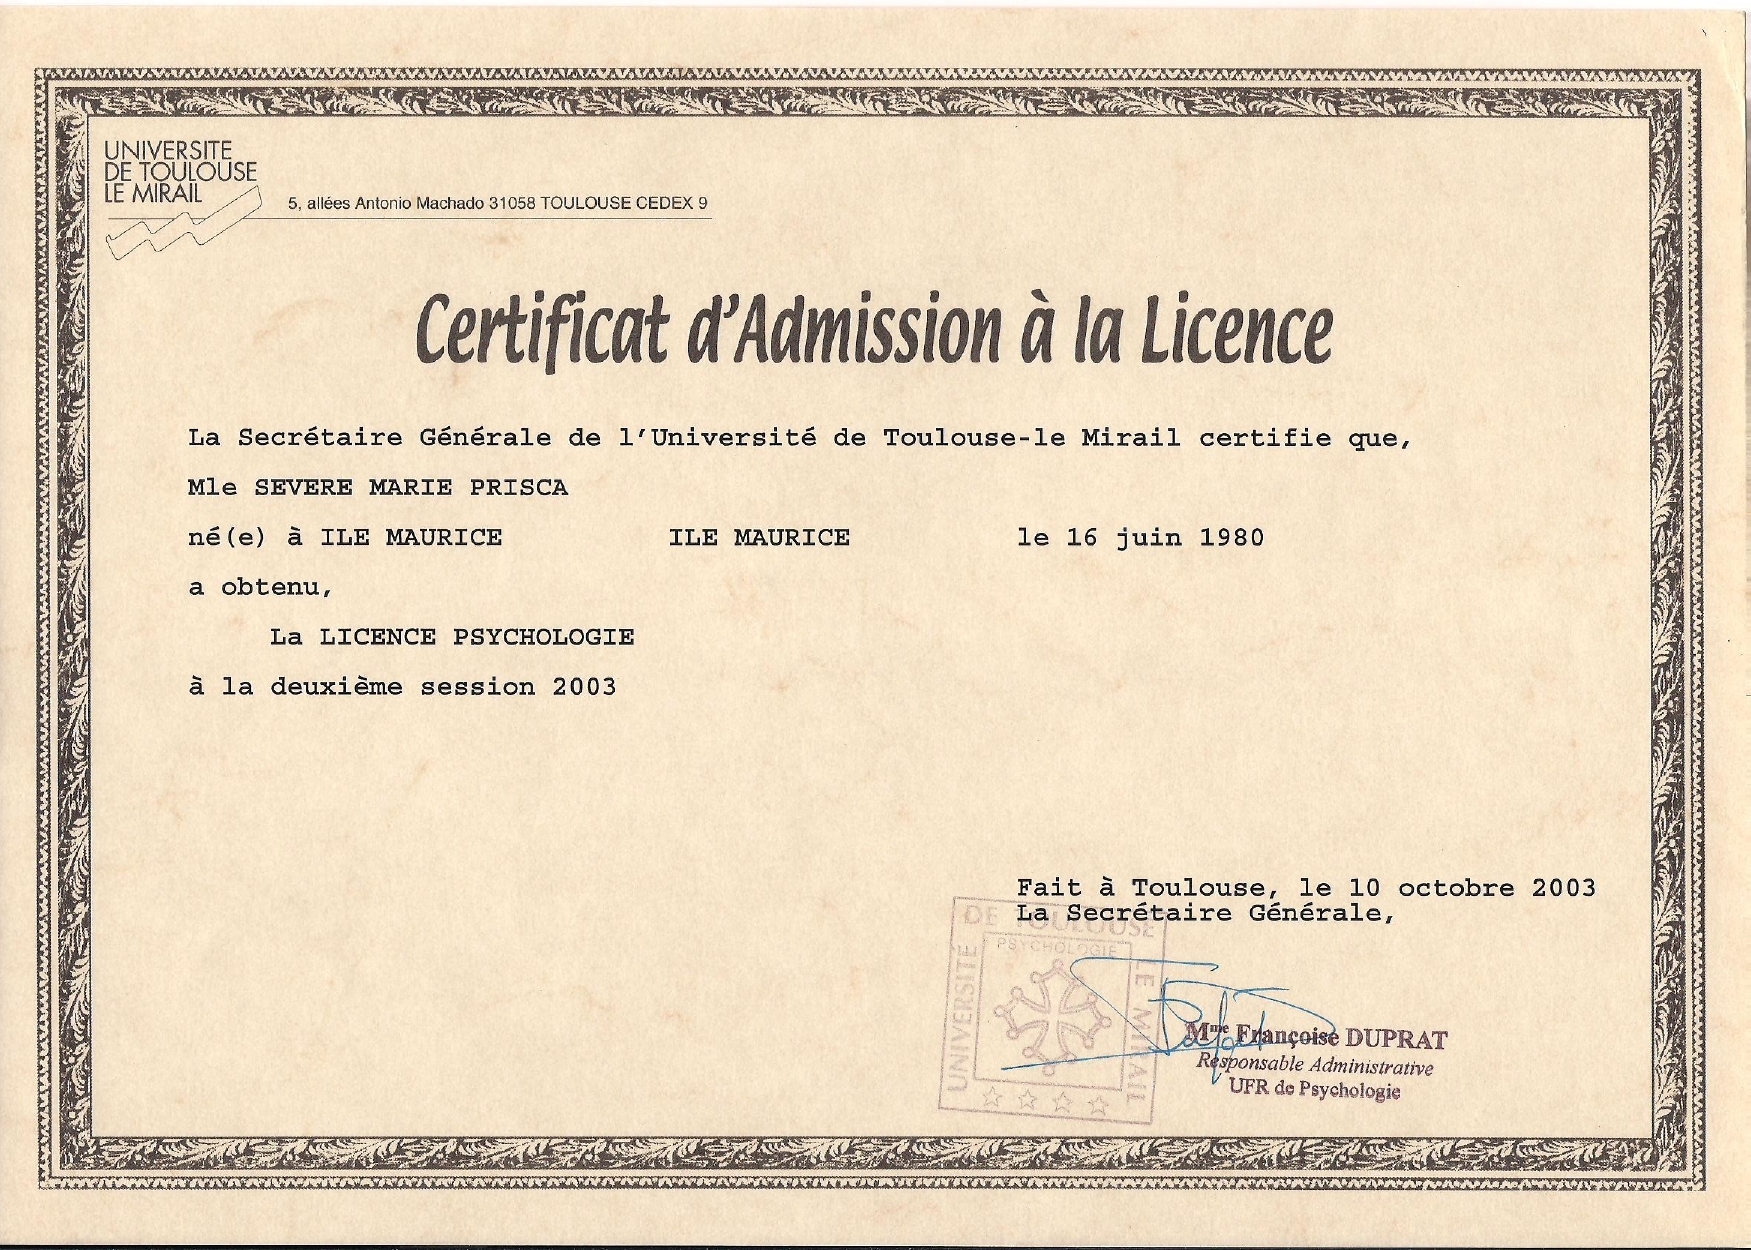 UNIVERSITE
DE TOULOUSE
LE MIRAIL
5, allées Antonio Machado 31058 TOULOUSE CEDEX 9
Certificat d'Admission à la Licence
La Secrétaire Générale de l'Université de Toulouse-le Mirail certifie que,
Mle SEVERE MARIE PRISCA
né(e) à ILE MAURICE ILE MAURICE le 16 juin 1980
a obtenu,
La LICENCE PSYCHOLOGIE
à la deuxième session 2003
Fait à Toulouse, le 10 octobre 2003
La Secrétaire Générale,
UNIVERSITÉ
DE TOULOUSE
LE MIRAIL
PSYCHOLOGIE
Mme Françoise DUPRAT
Responsable Administrative
UFR de Psychologie